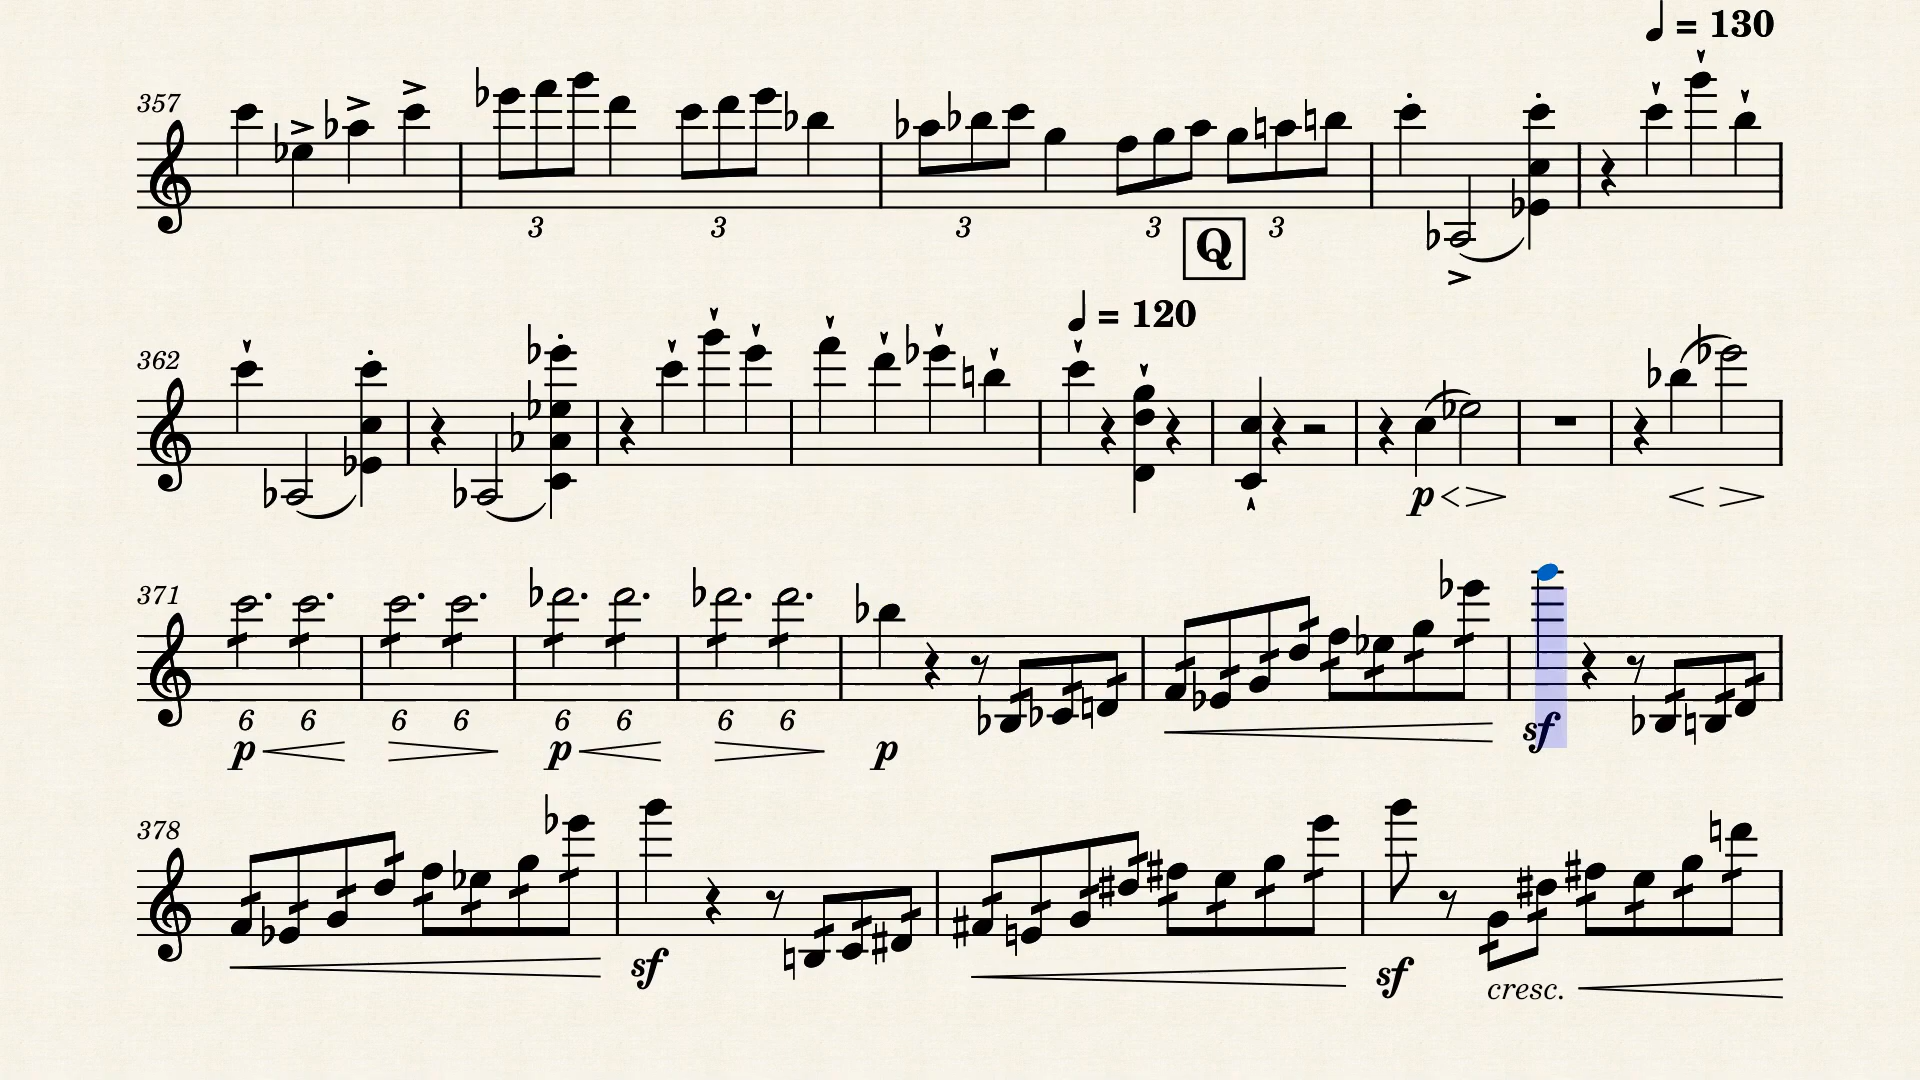 ♩ = 130
357
3 3 3 3 3
Q
♩ = 120
362
p
371
6 6 6 6 6 6 6 6
p p p sf
378
sf sf
cresc.